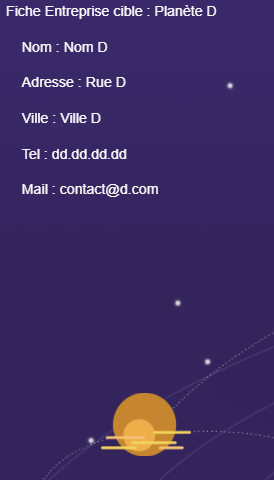 Fiche Entreprise cible : Planète D
Nom : Nom D
Adresse : Rue D
Ville : Ville D
Tel : dd.dd.dd.dd
Mail : contact@d.com